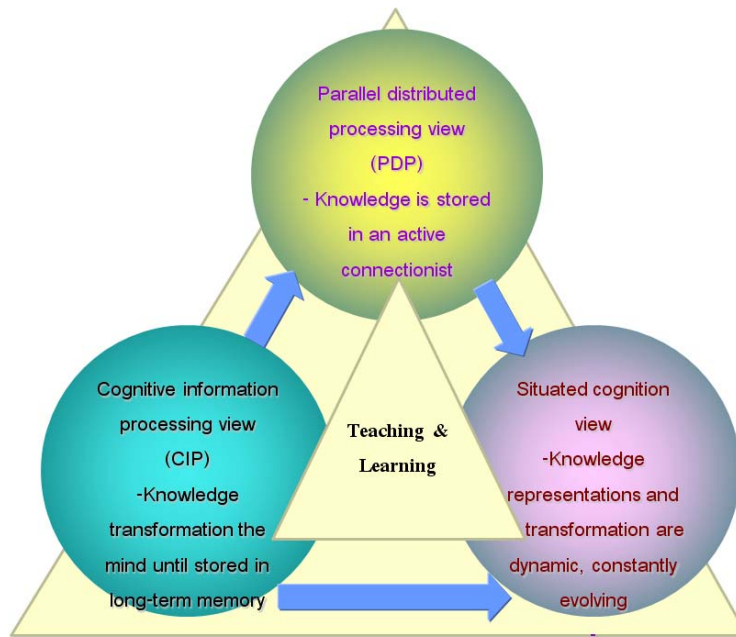 Parallel distributed
processing view
(PDP)
- Knowledge is stored
in an active
connectionist
Cognitive information
processing view
(CIP)
-Knowledge
transformation the
mind until stored in
long-term memory
Teaching &
Learning
Situated cognition
view
-Knowledge
representations and
transformation are
dynamic, constantly
evolving
-